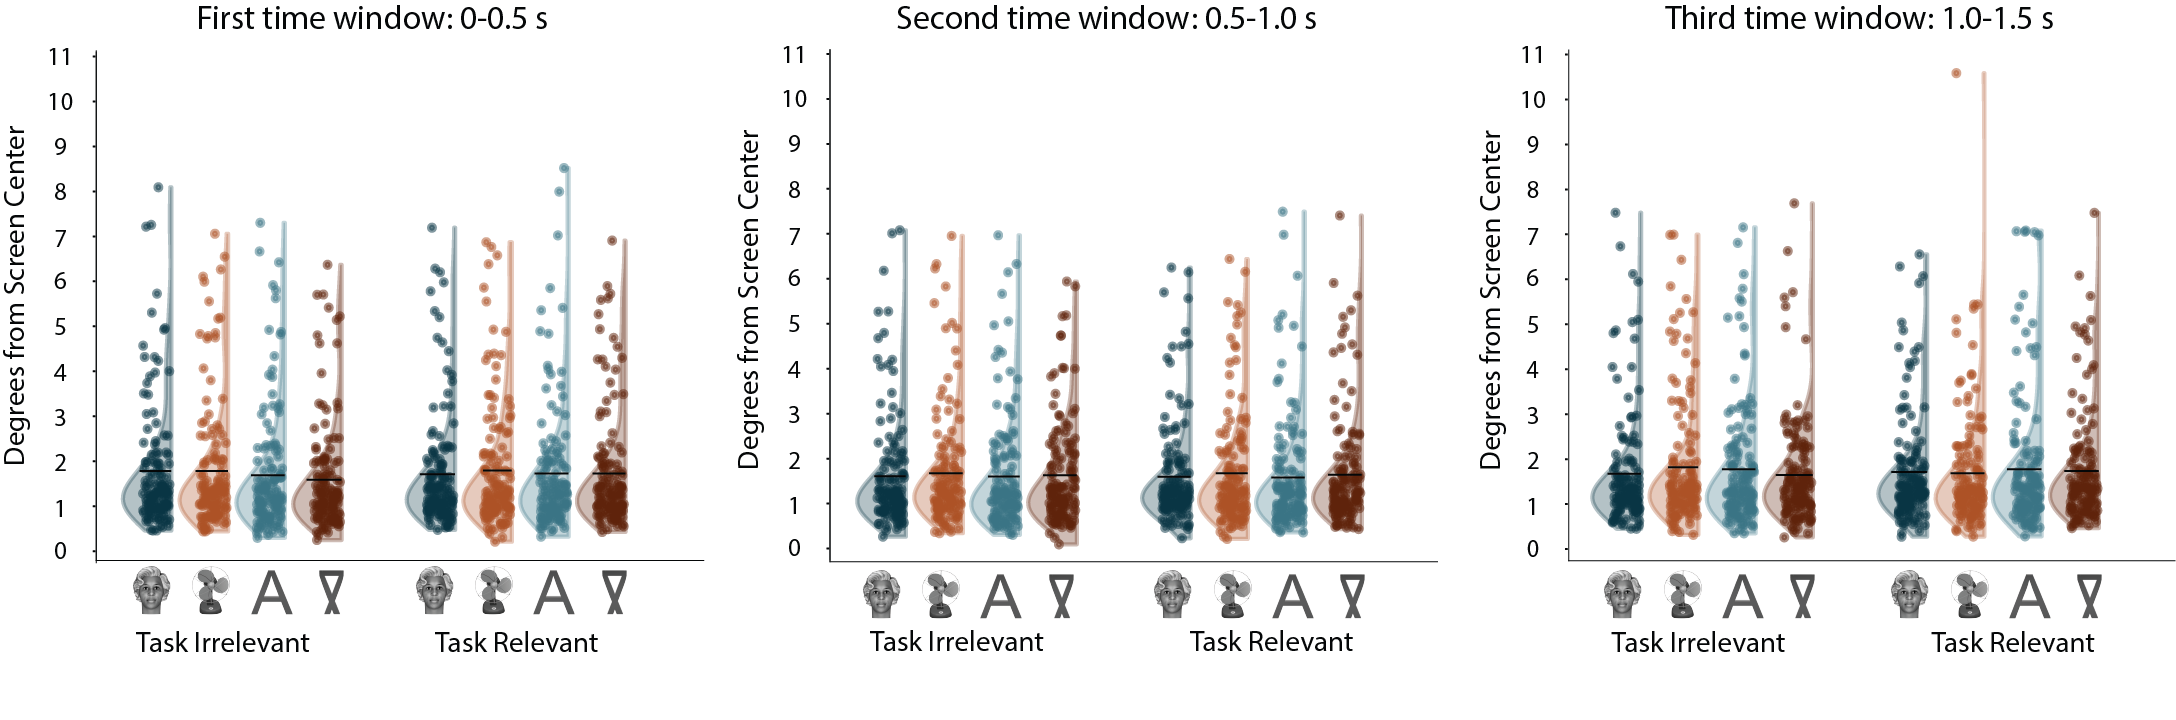 First time window: 0-0.5 s
Degrees from Screen Center
11
10
9
8
7
6
5
4
3
2
1
0
A
Task Irrelevant
A
Task Relevant
Second time window: 0.5-1.0 s
Degrees from Screen Center
11
10
9
8
7
6
5
4
3
2
1
0
A
Task Irrelevant
A
Task Relevant
Third time window: 1.0-1.5 s
Degrees from Screen Center
11
10
9
8
7
6
5
4
3
2
1
0
A
Task Irrelevant
A
Task Relevant